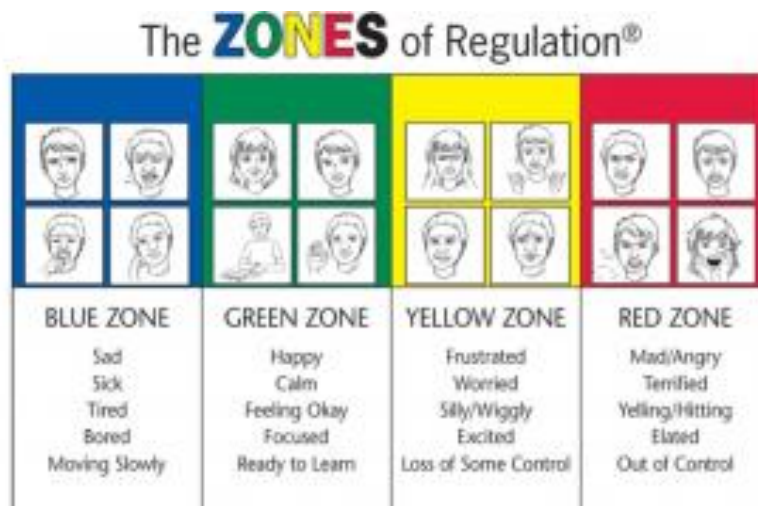 The ZONES of Regulation®
BLUE ZONE
Sad
Sick
Tired
Bored
Moving Slowly
GREEN ZONE
Happy
Calm
Feeling Okay
Focused
Ready to Learn
YELLOW ZONE
Frustrated
Worried
Silly/Wiggly
Excited
Loss of Some Control
RED ZONE
Mad/Angry
Terrified
Yelling/Hitting
Elated
Out of Control